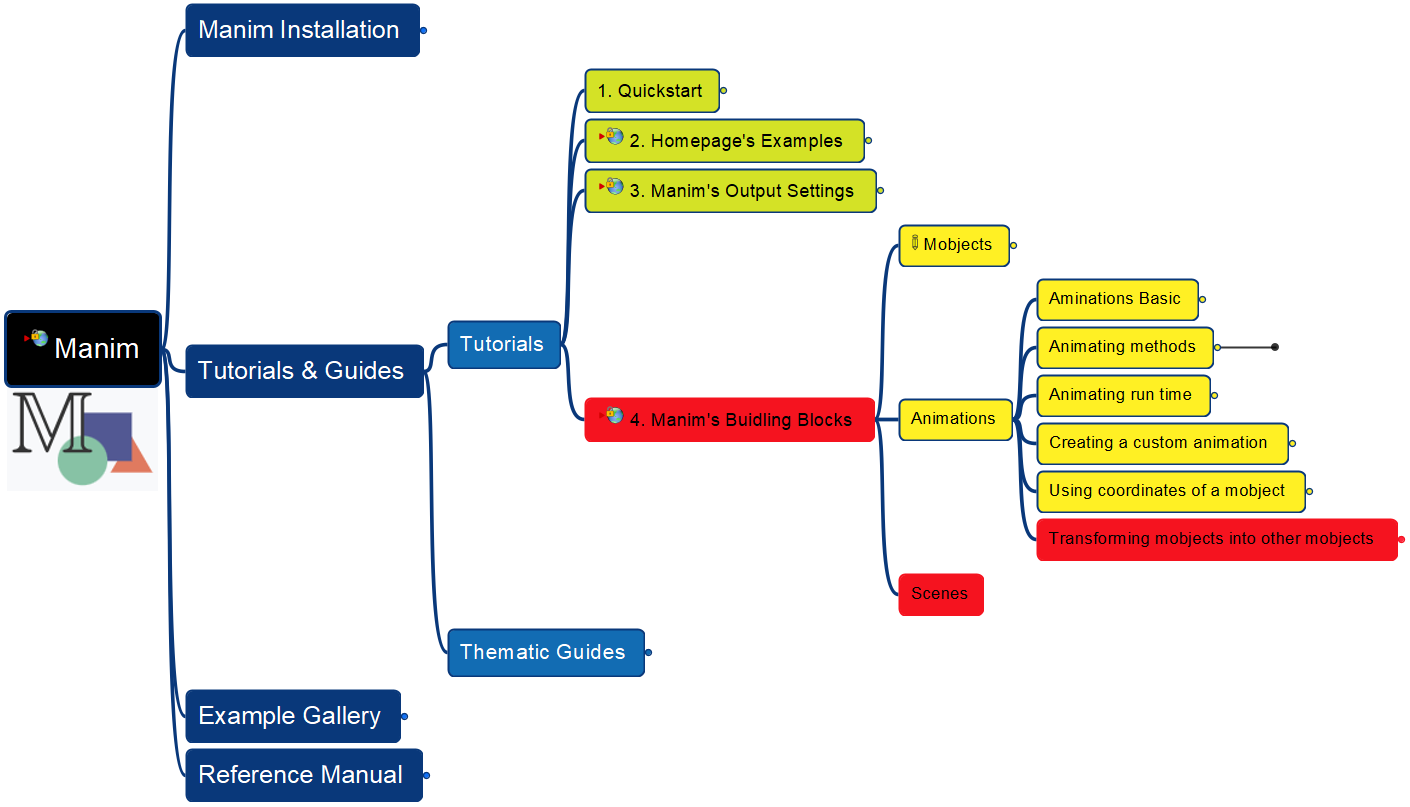 Manim Installation
1. Quickstart
2. Homepage's Examples
3. Manim's Output Settings
Mobjects
Aminations Basic
Manim
Tutorials
Animating methods
Tutorials & Guides
Animating run time
M
4. Manim's Buidling Blocks
Animations
Creating a custom animation
Using coordinates of a mobject
Transforming mobjects into other mobjects
Scenes
Thematic Guides
Example Gallery
Reference Manual